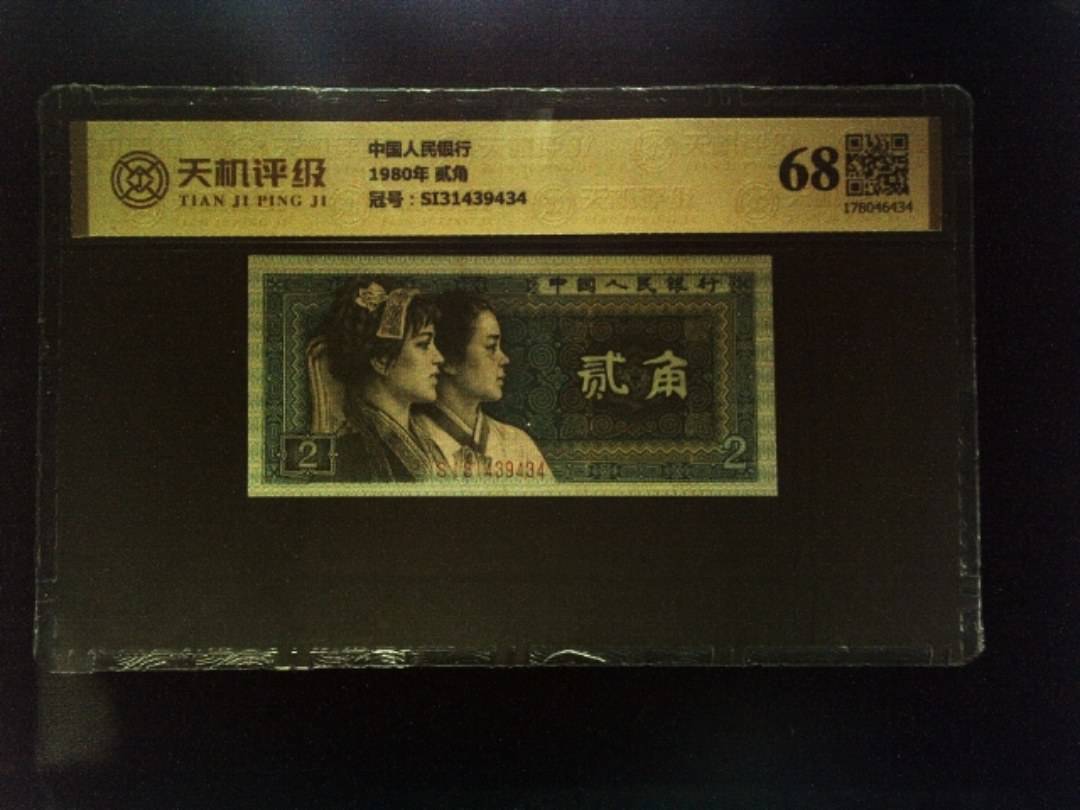 天机评级
TIAN JI PING JI
中国人民银行
1980年 贰角
冠号：SI31439434
68
178046434
中国人民银行
贰角
2
2
SI31439434